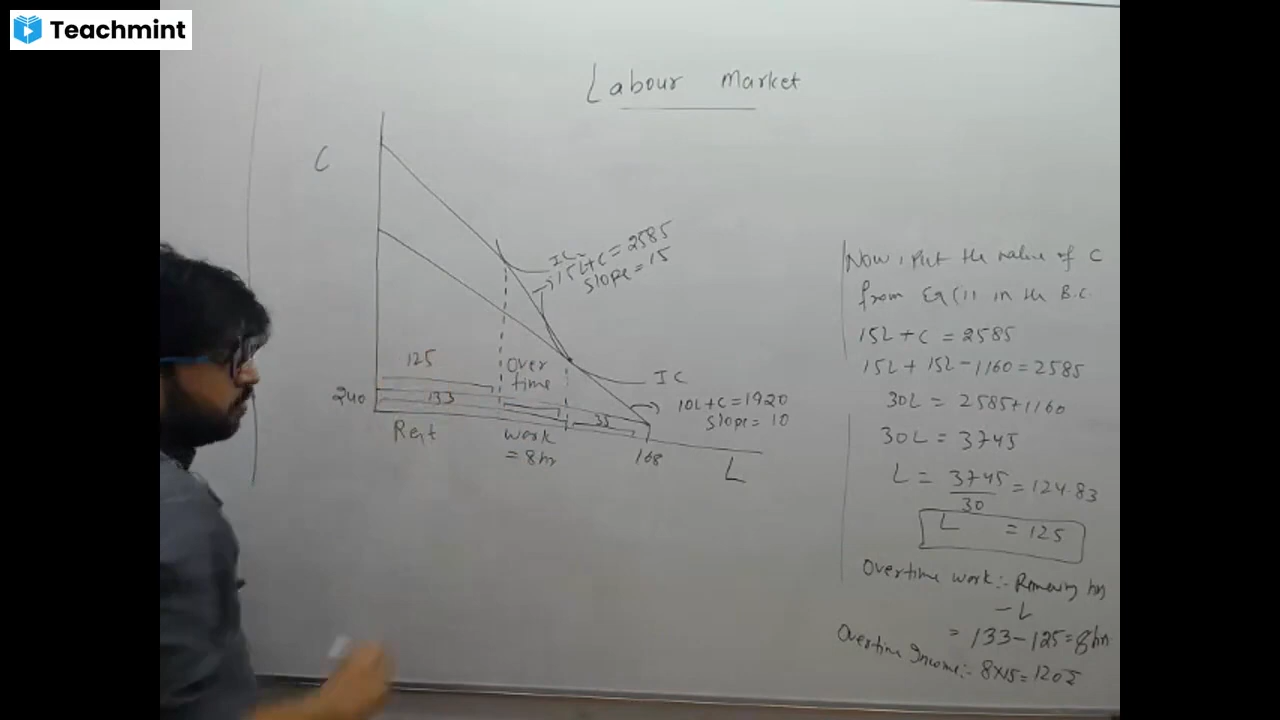 Teachmint
Labour Market
C
IC2
15L+C=2585
slope=15
125
Over
time
240
133
35
IC
10L+C=1920
slope=10
Rest
work
=8hr
168
L
Now, Put the value of C
from Eq(1) in the B.C.
15L+C=2585
15L+15L-1160=2585
30L=2585+1160
30L=3745
L=3745/30=124.83
L =125
Overtime work:- Remaining hrs
-L
=133-125=8hr
Overtime Income:- 8x15=120